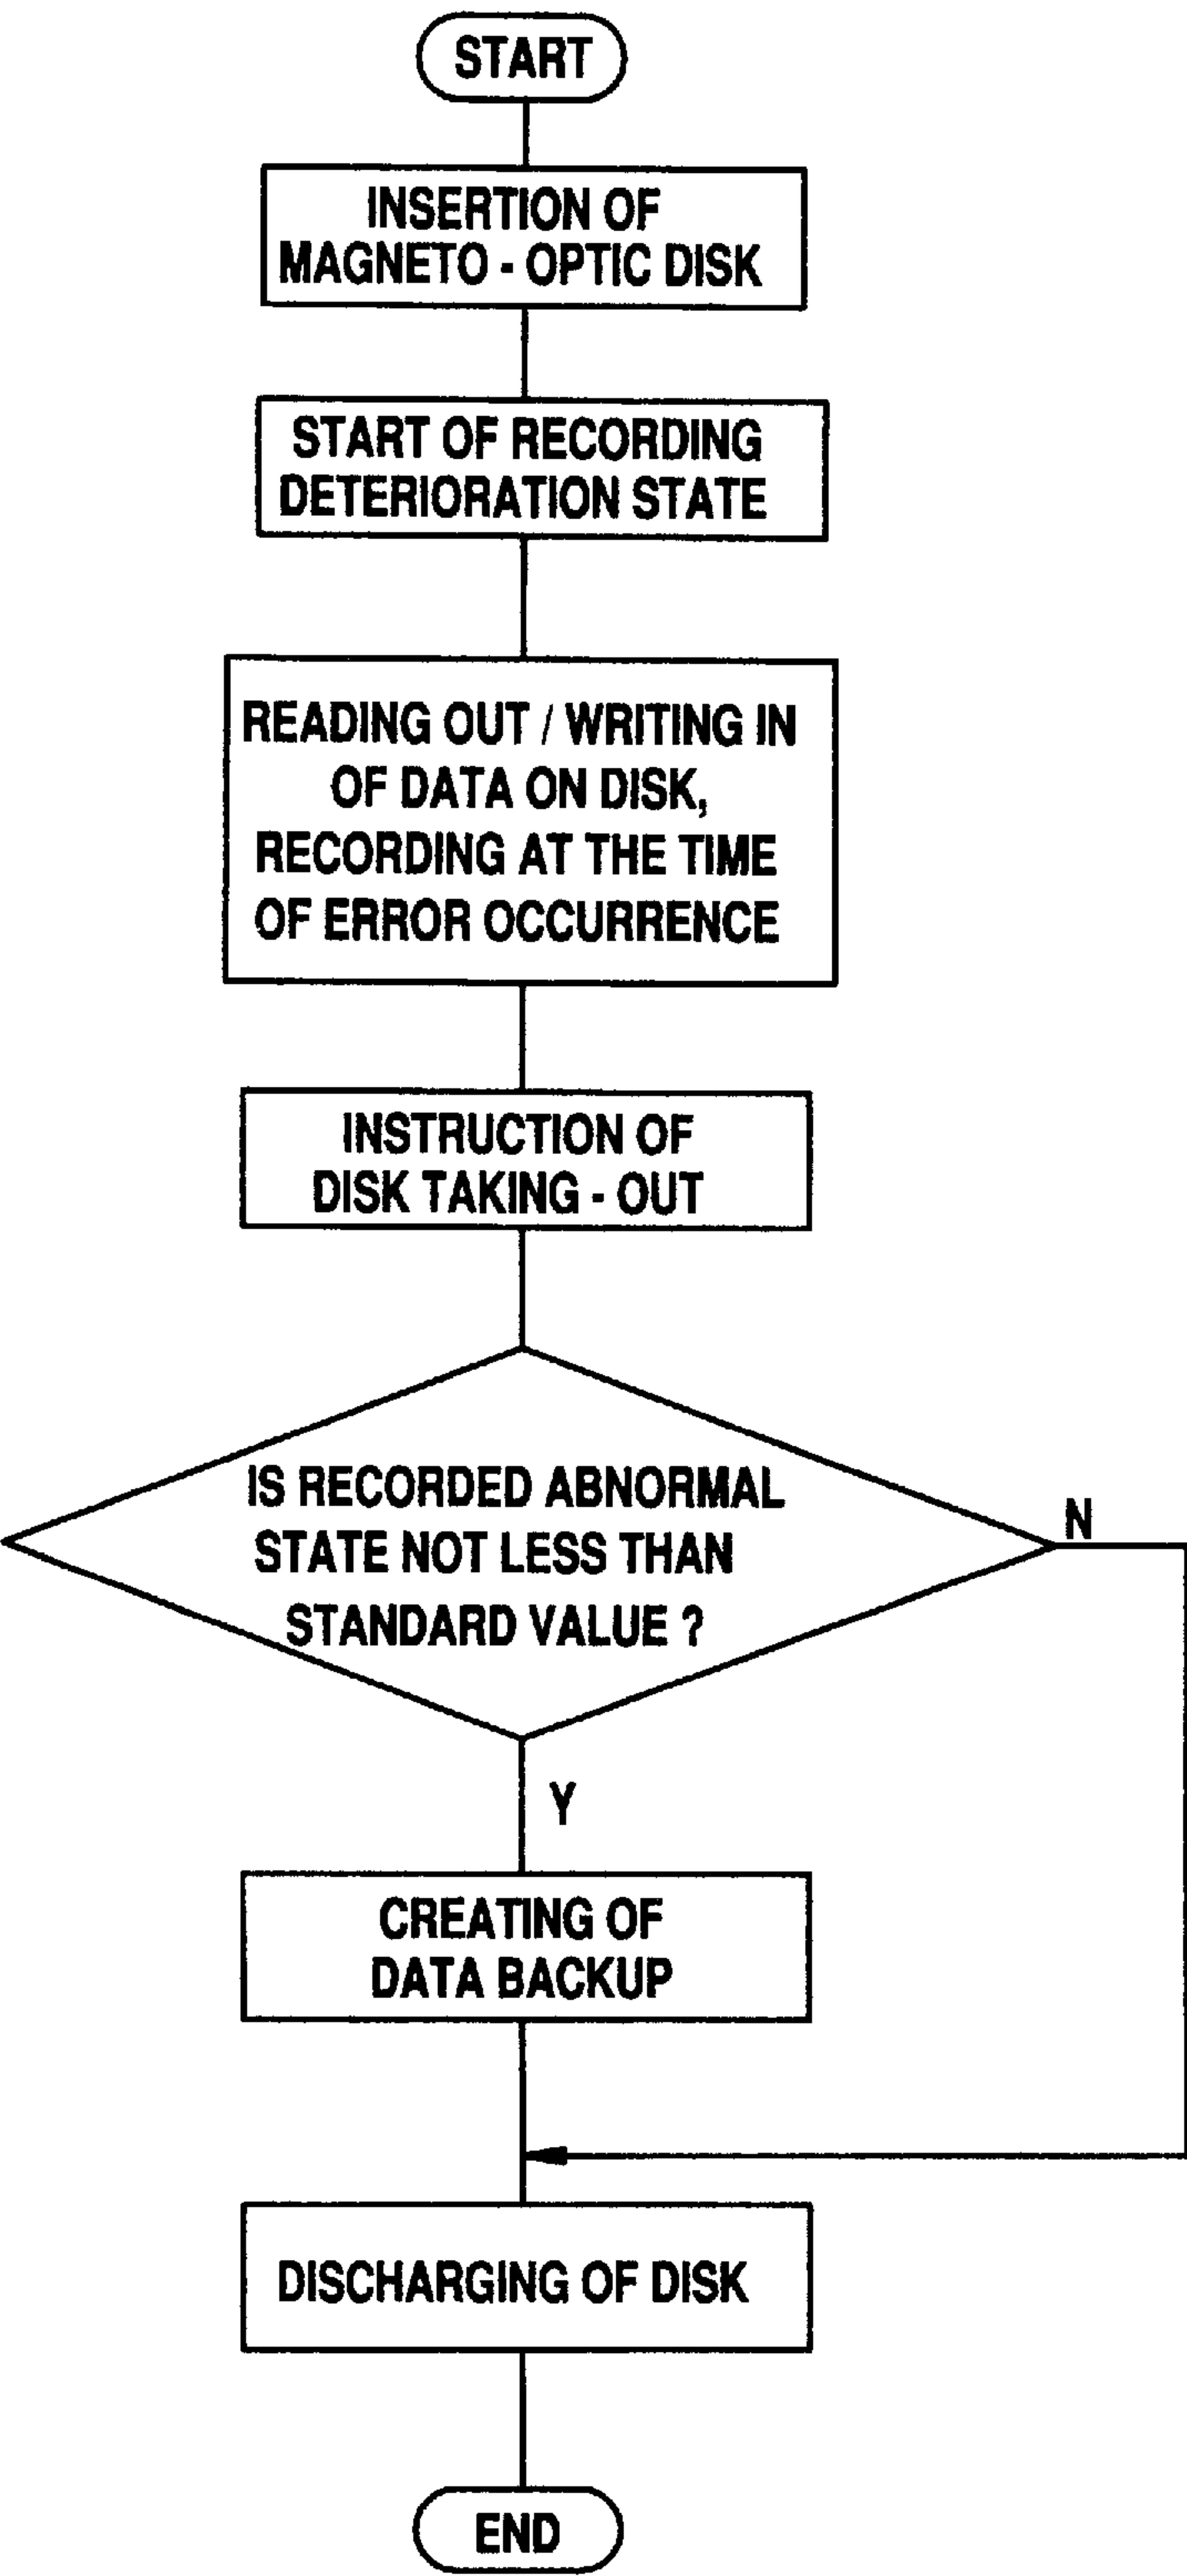 START
INSERTION OF
MAGNETO - OPTIC DISK
START OF RECORDING
DETERIORATION STATE
READING OUT / WRITING IN
OF DATA ON DISK,
RECORDING AT THE TIME
OF ERROR OCCURRENCE
INSTRUCTION OF
DISK TAKING - OUT
IS RECORDED ABNORMAL
STATE NOT LESS THAN
STANDARD VALUE ?
N
Y
CREATING OF
DATA BACKUP
DISCHARGING OF DISK
END